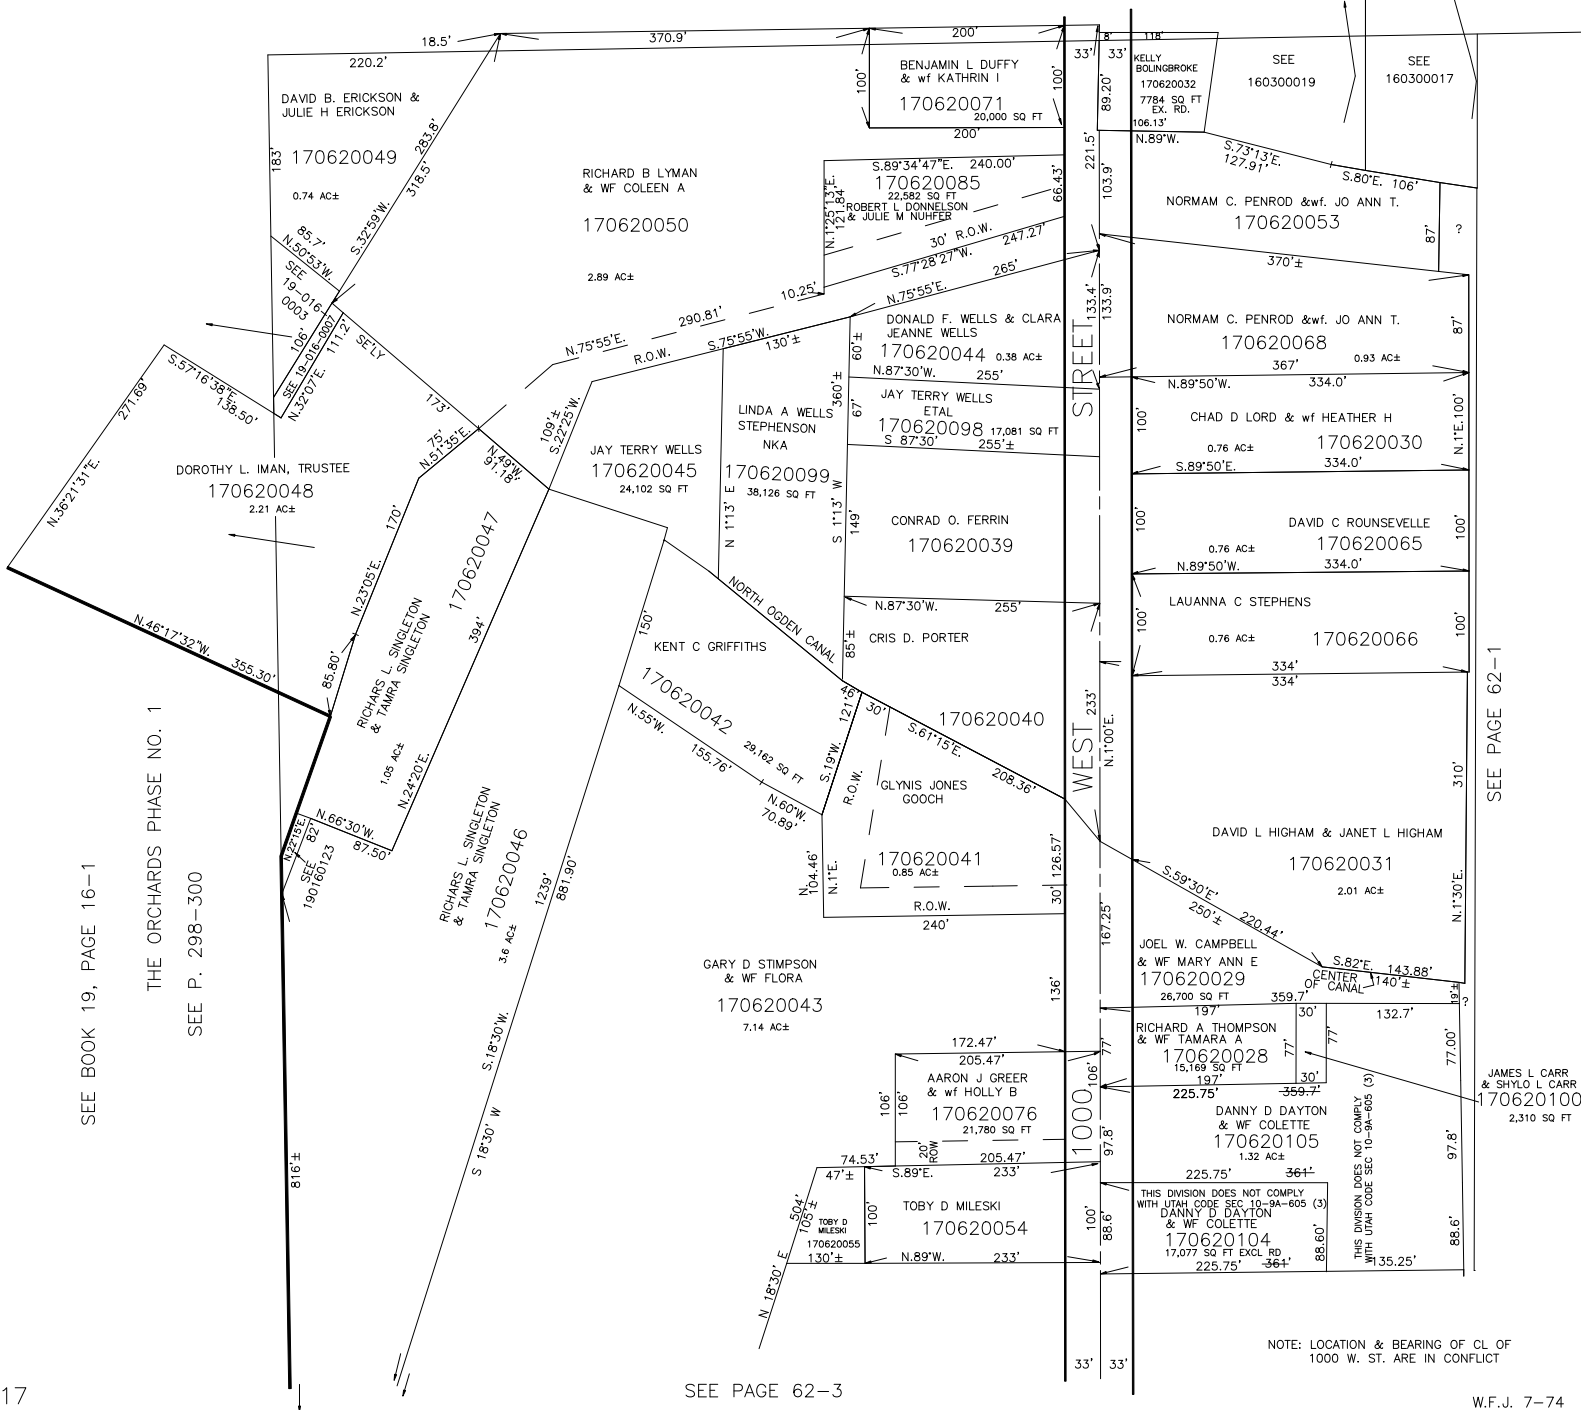 18.5'
370.9'
200'
33'
33'
8'
118'
220.2'
DAVID B. ERICKSON &
JULIE H ERICKSON
170620049
0.74 AC±
183'
283.8'
318.5'
S.32°59'W.
85.7'
N.50°53'W.
SEE
19-016-
0003
106'
SEE 19-016-0007
111.2'
N.32°07'E.
SE'LY
173'
RICHARD B LYMAN
& WF COLEEN A
170620050
2.89 AC±
BENJAMIN L DUFFY
& wf KATHRIN I
170620071
20,000 SQ FT
100'
100'
200'
89.20'
KELLY
BOLINGBROKE
170620032
7784 SQ FT
EX. RD.
106.13'
N.89°W.
SEE
160300019
SEE
160300017
S.73°13'E.
127.91'
S.80°E. 106'
221.5'
103.9'
66.43'
S.89°34'47"E. 240.00'
170620085
22,582 SQ FT
ROBERT L DONNELSON
& JULIE M NUHFER
N.1°25'13"E.
121.84'
30' R.O.W.
247.27'
S.77°28'27"W.
265'
N.75°55'E.
10.25'
290.81'
N.75°55'E.
R.O.W.
S.75°55'W.
130'±
NORMAM C. PENROD &wf. JO ANN T.
170620053
87'
?
370'±
133.4'
133.9'
NORMAM C. PENROD &wf. JO ANN T.
170620068
0.93 AC±
87'
367'
N.89°50'W.
334.0'
DONALD F. WELLS & CLARA
JEANNE WELLS
170620044 0.38 AC±
60'±
N.87°30'W.
255'
JAY TERRY WELLS
ETAL
170620098 17,081 SQ FT
S 87°30'
255'±
67'
360'±
S 1°13' W
149'
LINDA A WELLS
STEPHENSON
NKA
170620099
38,126 SQ FT
N 1°13' E
JAY TERRY WELLS
170620045
24,102 SQ FT
109'±
S.22°25'W.
75'
N.51°35'E.
N.49°W.
91.18'
S.57°16'38"E.
138.50'
271.69'
N.36°21'31"E.
DOROTHY L. IMAN, TRUSTEE
170620048
2.21 AC±
170'
N.23°05'E.
85.80'
N.46°17'32"W.
355.30'
RICHARS L. SINGLETON
& TAMRA SINGLETON
170620047
1.05 AC±
394'
N.24°20'E.
N.66°30'W.
87.50'
N.22°15'E.
82'
SEE
190160123
CHAD D LORD & wf HEATHER H
0.76 AC±
170620030
100'
N.1°E.100'
S.89°50'E.
334.0'
DAVID C ROUNSEVELLE
0.76 AC±
170620065
100'
100'
N.89°50'W.
334.0'
LAUANNA C STEPHENS
0.76 AC±
170620066
100'
100'
334'
334'
CONRAD O. FERRIN
170620039
N.87°30'W.
255'
CRIS D. PORTER
170620040
85'±
NORTH OGDEN CANAL
KENT C GRIFFITHS
170620042
29,162 SQ FT
150'
N.55°W.
155.76'
N.60°W.
70.89'
46'
121.6'
30'
S.19°W.
R.O.W.
S.61°15'E.
208.36'
GLYNIS JONES
GOOCH
170620041
0.85 AC±
126.57'
30'
R.O.W.
240'
N.
104.46'
N.1°E.
1000 WEST STREET
233'
N.1°00'E.
167.25'
DAVID L HIGHAM & JANET L HIGHAM
170620031
2.01 AC±
310'
N.1°30'E.
SEE PAGE 62-1
S.59°30'E.
250'±
220.44'
S.82°E.
143.88'
CENTER
OF CANAL
140'±
19'±
?
JOEL W. CAMPBELL
& WF MARY ANN E
170620029
26,700 SQ FT
359.7'
197'
30'
132.7'
RICHARD A THOMPSON
& WF TAMARA A
170620028
15,169 SQ FT
77'
77'
77'
77.00'
197'
30'
225.75'
359.7'
JAMES L CARR
& SHYLO L CARR
170620100
2,310 SQ FT
DANNY D DAYTON
& WF COLETTE
170620105
1.32 AC±
97.8'
97.8'
225.75'
361'
THIS DIVISION DOES NOT COMPLY
WITH UTAH CODE SEC 10-9A-605 (3)
THIS DIVISION DOES NOT COMPLY
WITH UTAH CODE SEC 10-9A-605 (3)
DANNY D DAYTON
& WF COLETTE
170620104
17,077 SQ FT EXCL RD
88.6'
88.60'
88.6'
225.75'
361'
135.25'
RICHARS L. SINGLETON
& TAMRA SINGLETON
170620046
3.6 AC±
1239'
881.90'
S.18°30'W.
S 18°30' W
GARY D STIMPSON
& WF FLORA
170620043
7.14 AC±
136'
172.47'
205.47'
AARON J GREER
& wf HOLLY B
170620076
21,780 SQ FT
106'
106'
106'
20'
ROW
74.53'
47'±
S.89°E.
205.47'
233'
TOBY D MILESKI
170620054
100'
100'
504'
105'±
TOBY D
MILESKI
170620055
130'±
N.89°W.
233'
N 18°30' E
816'±
SEE BOOK 19, PAGE 16-1
THE ORCHARDS PHASE NO. 1
SEE P. 298-300
33'
33'
NOTE: LOCATION & BEARING OF CL OF
1000 W. ST. ARE IN CONFLICT
SEE PAGE 62-3
17
W.F.J. 7-74